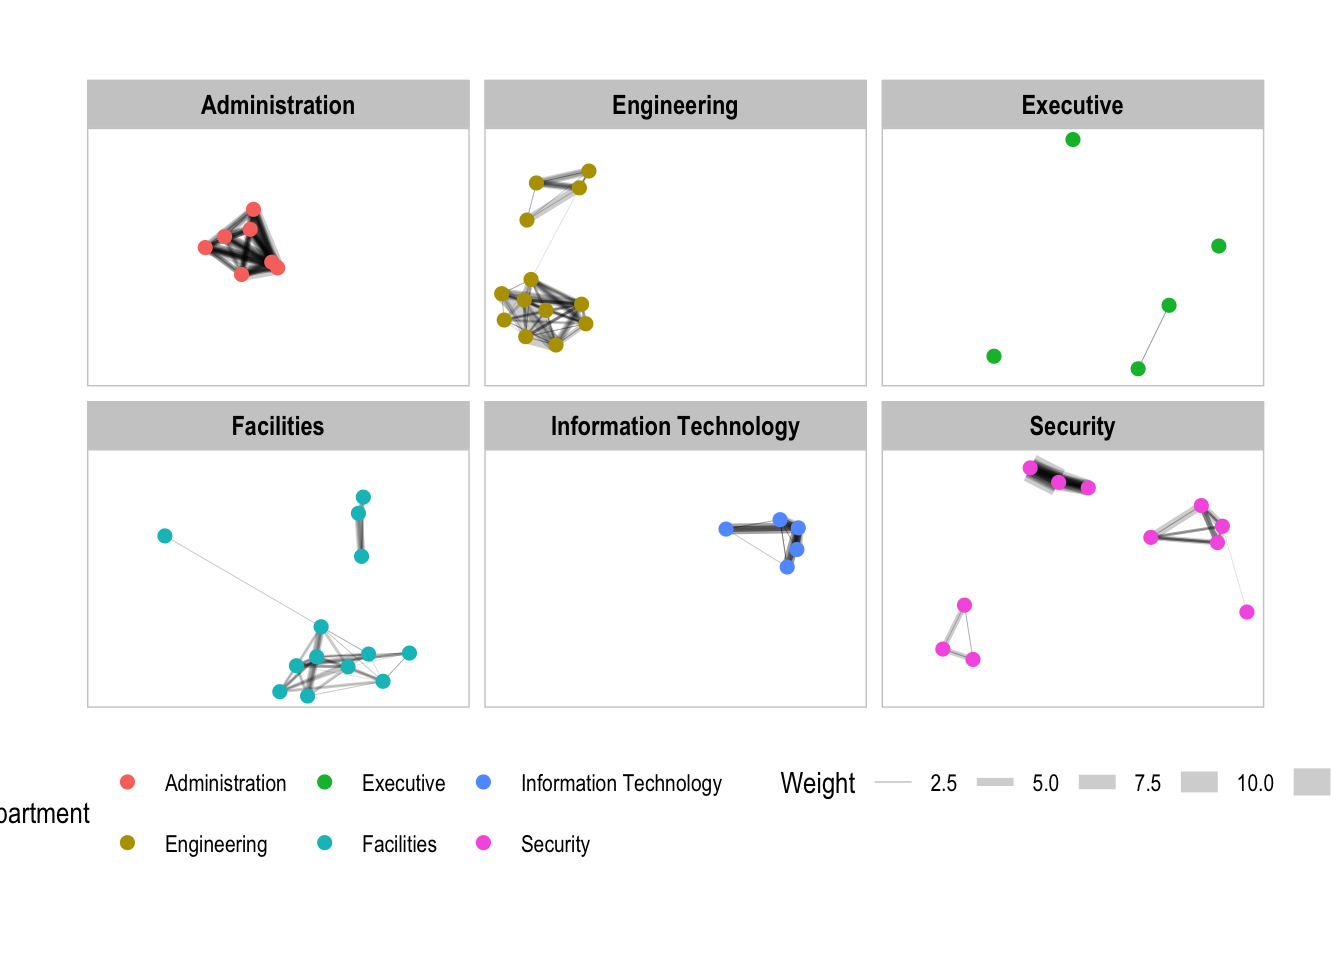 Administration
Engineering
Executive
Facilities
Information Technology
Security
partment
Administration
Executive
Information Technology
Engineering
Facilities
Security
Weight
2.5
5.0
7.5
10.0